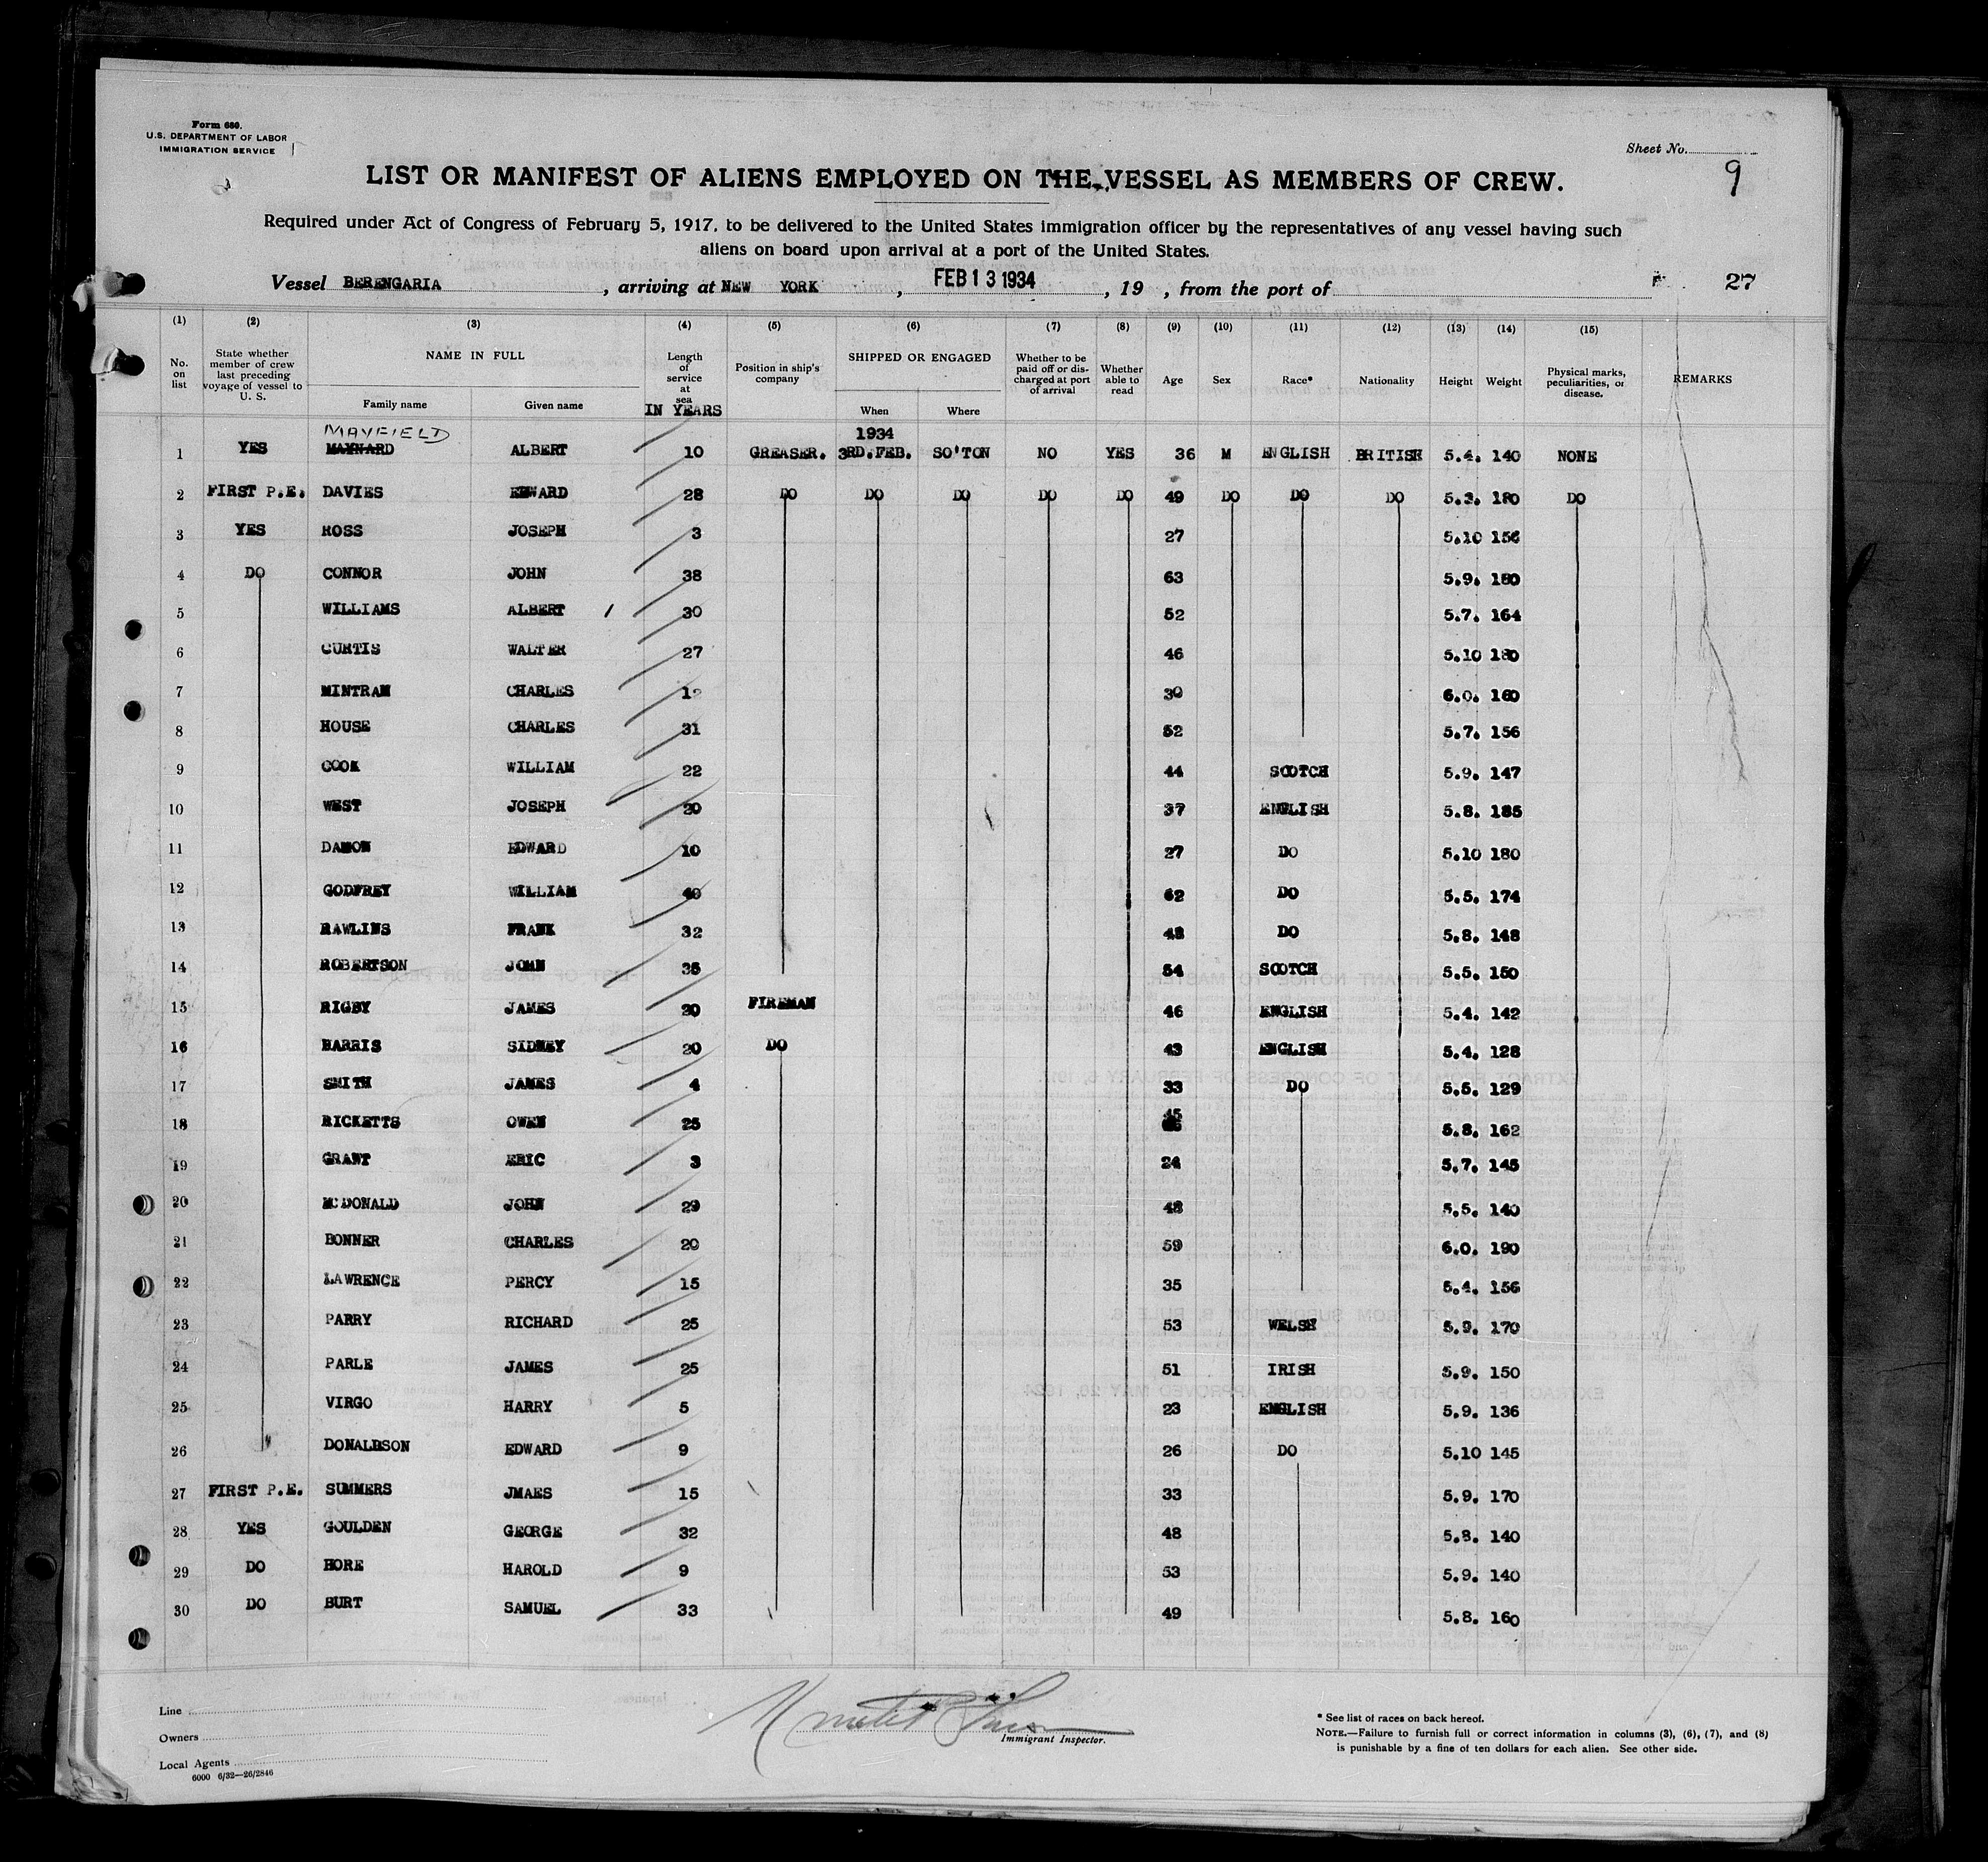 Form 680.
U.S. DEPARTMENT OF LABOR
IMMIGRATION SERVICE
Sheet No.
9
LIST OR MANIFEST OF ALIENS EMPLOYED ON THE VESSEL AS MEMBERS OF CREW.
Required under Act of Congress of February 5, 1917, to be delivered to the United States immigration officer by the representatives of any vessel having such
aliens on board upon arrival at a port of the United States.
Vessel BERENGARIA, arriving at NEW YORK, FEB 13 1934, 19 , from the port of 27
(1) (2) (3) (4) (5) (6) (7) (8) (9) (10) (11) (12) (13) (14) (15)
No. on list State whether member of crew last preceding voyage of vessel to U. S. NAME IN FULL Family name Given name Length of service at sea IN YEARS Position in ship's company SHIPPED OR ENGAGED When Where Whether to be paid off or discharged at port of arrival Whether able to read Age Sex Race* Nationality Height Weight Physical marks, peculiarities, or disease. REMARKS
MAYFIELD 1934
1 YES MAYNARD ALBERT 10 GREASER. 3RD.FEB. SO'TON NO YES 36 M ENGLISH BRITISH 5.4. 140 NONE
2 FIRST P.E. DAVIES EDWARD 28 DO DO DO DO DO 49 DO DO DO 5.3. 180 DO
3 YES ROSS JOSEPH 3 27 5.10 156
4 DO CONNOR JOHN 38 63 5.9. 180
5 WILLIAMS ALBERT 30 52 5.7. 164
6 CURTIS WALTER 27 46 5.10 180
7 MINTRAM CHARLES 30 6.0. 160
8 HOUSE CHARLES 31 52 5.7. 156
9 COOK WILLIAM 22 44 SCOTCH 5.9. 147
10 WEST JOSEPH 20 37 ENGLISH 5.8. 185
11 DAMON EDWARD 10 27 DO 5.10 180
12 GODFREY WILLIAM 40 62 DO 5.5. 174
13 RAWLINS FRANK 32 48 DO 5.8. 148
14 ROBERTSON JOHN 35 54 SCOTCH 5.5. 150
15 RIGBY JAMES 20 FIREMAN 46 ENGLISH 5.4. 142
16 HARRIS SIDNEY 20 DO 43 ENGLISH 5.4. 128
17 SMITH JAMES 4 33 DO 5.5. 129
18 RICKETTS OWEN 25 45 5.8. 162
19 GRANT ERIC 3 24 5.7. 145
20 MCDONALD JOHN 29 48 5.5. 140
21 BONNER CHARLES 20 59 6.0. 190
22 LAWRENCE PERCY 15 35 5.4. 156
23 PARRY RICHARD 25 53 WELSH 5.9. 170
24 PARLE JAMES 25 51 IRISH 5.9. 150
25 VIRGO HARRY 5 23 ENGLISH 5.9. 136
26 DONALDSON EDWARD 9 26 DO 5.10 145
27 FIRST P.E. SUMMERS JMAES 15 33 5.9. 170
28 YES GOULDEN GEORGE 32 48 5.8. 140
29 DO HORE HAROLD 9 53 5.9. 140
30 DO BURT SAMUEL 33 49 5.8. 160
Line
Owners
Local Agents
6000 6/32—26/2846
Immigrant Inspector.
* See list of races on back hereof.
NOTE.—Failure to furnish full or correct information in columns (3), (6), (7), and (8)
is punishable by a fine of ten dollars for each alien. See other side.